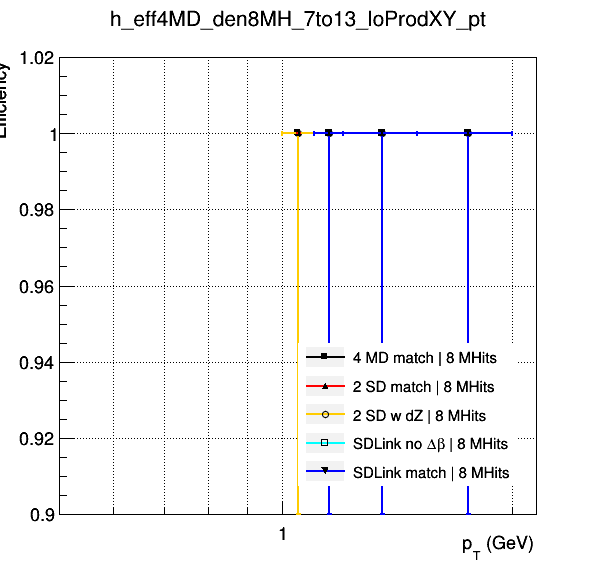 h_eff4MD_den8MH_7to13_loProdXY_pt
Efficiency
1.02
1
0.98
0.96
0.94
0.92
0.9
4 MD match | 8 MHits
2 SD match | 8 MHits
2 SD w dZ | 8 MHits
SDLink no Δβ | 8 MHits
SDLink match | 8 MHits
1
p_T (GeV)